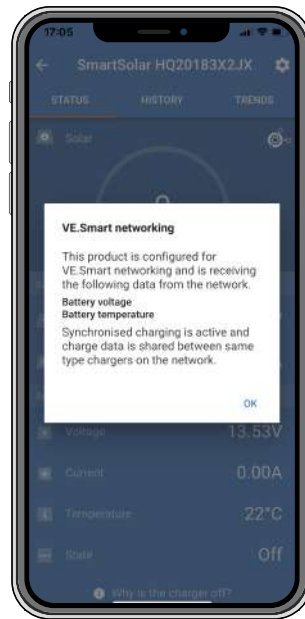 17:05
SmartSolar HQ20183X2JX
STATUS HISTORY TRENDS
Solar
VE.Smart networking
This product is configured for
VE.Smart networking and is receiving
the following data from the network.
Battery voltage
Battery temperature
Synchronised charging is active and
charge data is shared between same
type chargers on the network.
OK
Voltage 13.53V
Current 0.00A
Temperature 22°C
State Off
Why is the charger off?